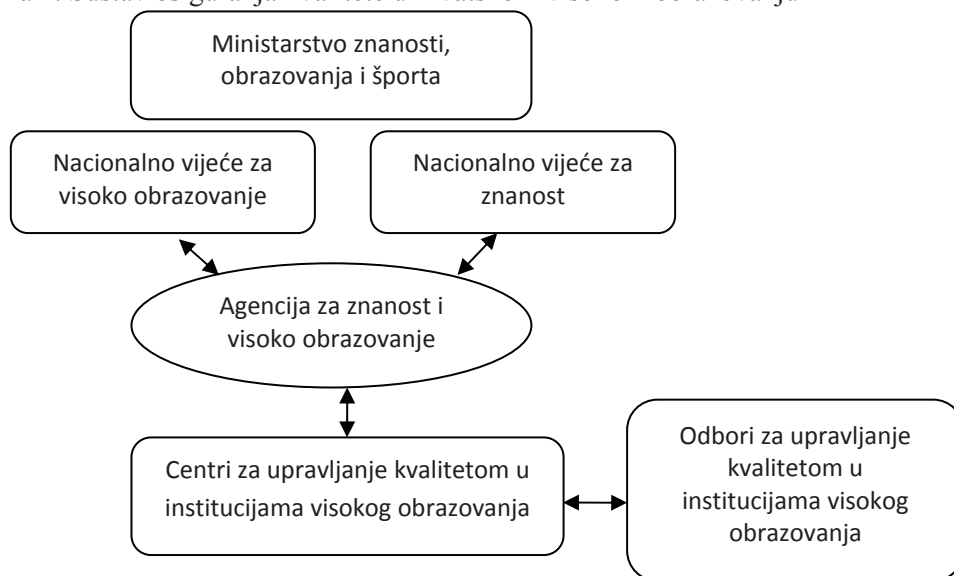 Ministarstvo znanosti,
obrazovanja i športa
Nacionalno vijeće za
visoko obrazovanje
Nacionalno vijeće za
znanost
Agencija za znanost i
visoko obrazovanje
Centri za upravljanje kvalitetom u
institucijama visokog obrazovanja
Odbori za upravljanje
kvalitetom u
institucijama visokog
obrazovanja